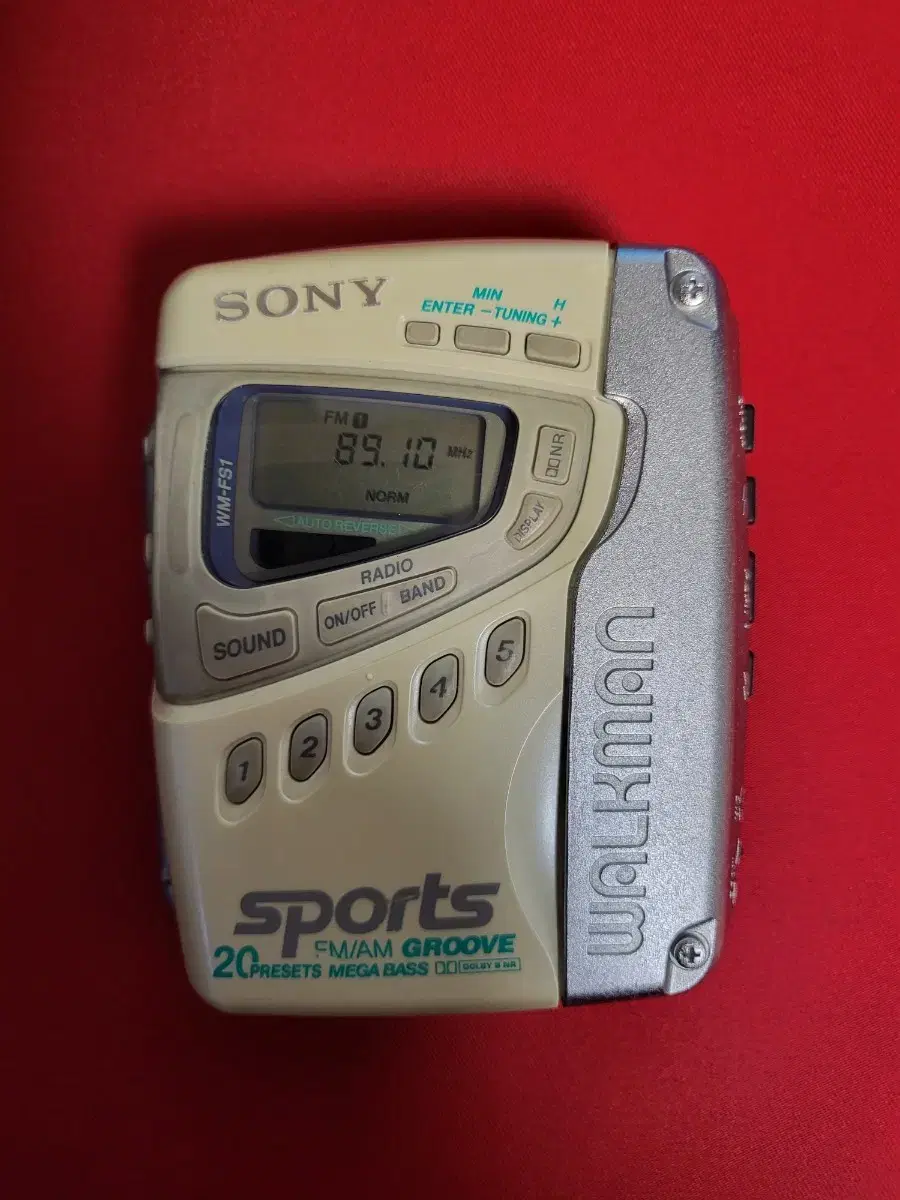 SONY
MIN H
ENTER - TUNING +
FM 1
89.10 MHz
NORM
WM-FS1
AUTO REVERSE
NR
DISPLAY
RADIO
ON/OFF BAND
SOUND
1 2 3 4 5
WALKMAN
sports
FM/AM GROOVE
20 PRESETS MEGA BASS DOLBY B NR